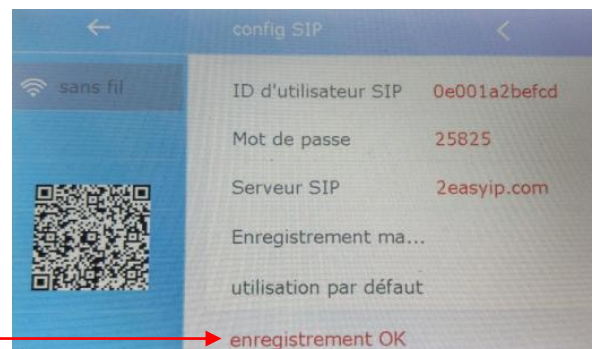 config SIP
sans fil
ID d'utilisateur SIP 0e001a2befcd
Mot de passe 25825
Serveur SIP 2easyip.com
Enregistrement ma...
utilisation par défaut
enregistrement OK